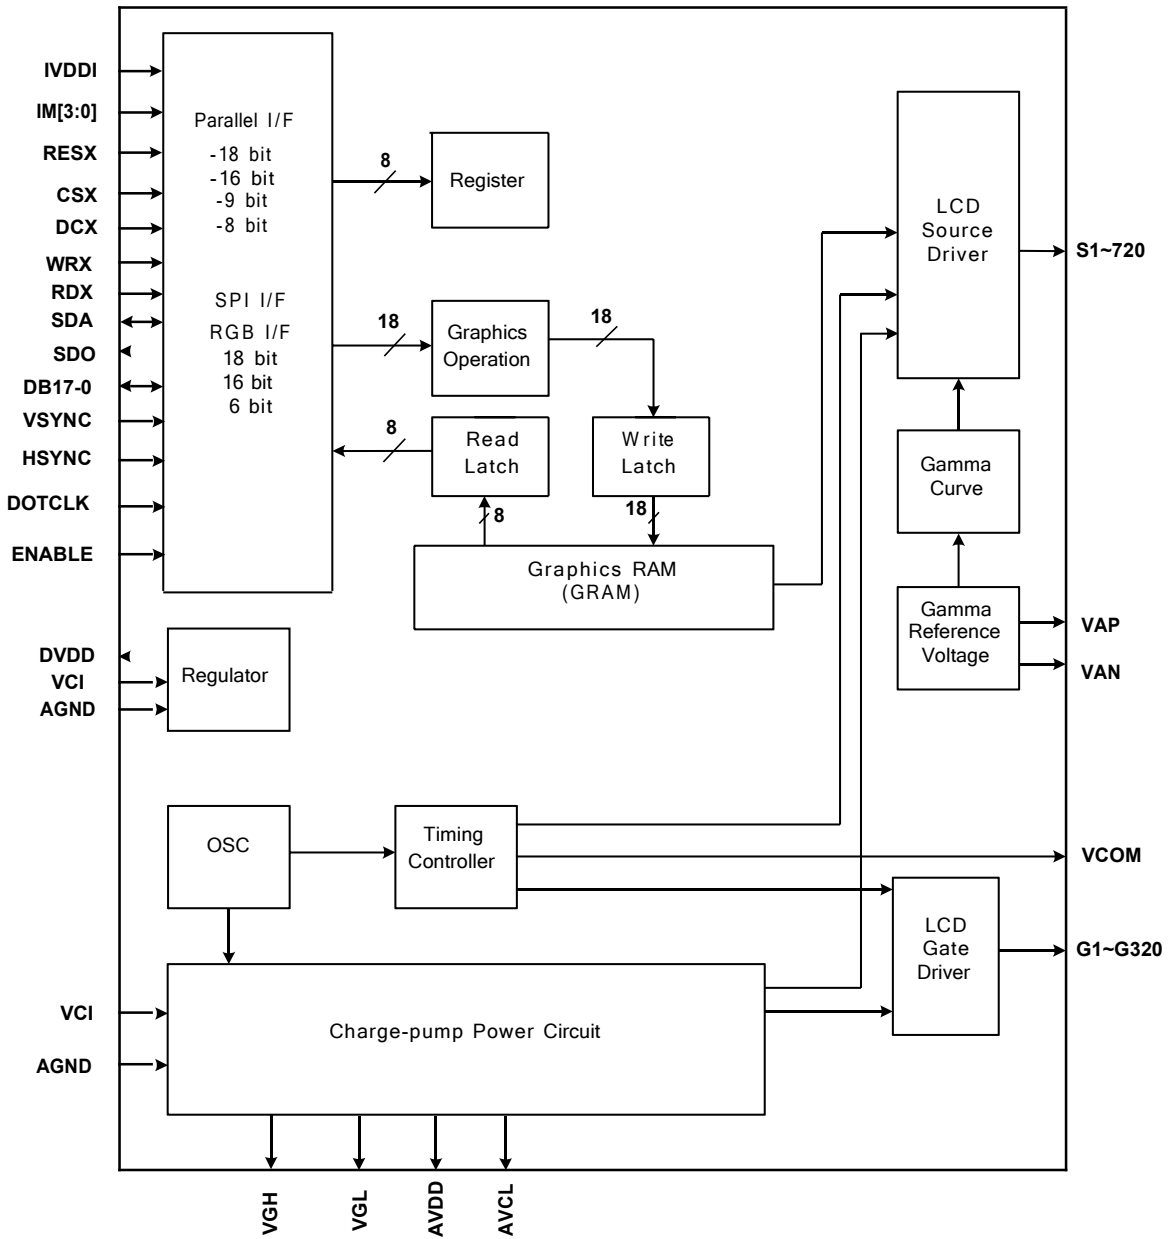 IVDDI
IM[3:0]
RESX
CSX
DCX
WRX
RDX
SDA
SDO
DB17-0
VSYNC
HSYNC
DOTCLK
ENABLE
Parallel I/F
-18 bit
-16 bit
-9 bit
-8 bit
SPI I/F
RGB I/F
18 bit
16 bit
6 bit
8
Register
18
Graphics
Operation
18
8
Read
Latch
Write
Latch
8
18
Graphics RAM
(GRAM)
LCD
Source
Driver
S1~720
Gamma
Curve
Gamma
Reference
Voltage
VAP
VAN
DVDD
VCI
AGND
Regulator
OSC
Timing
Controller
VCOM
LCD
Gate
Driver
G1~G320
VCI
AGND
Charge-pump Power Circuit
VGH
VGL
AVDD
AVCL